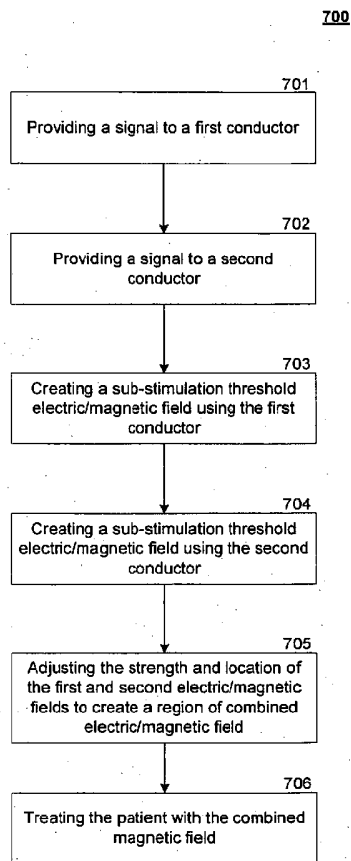 700
701
Providing a signal to a first conductor
702
Providing a signal to a second
conductor
703
Creating a sub-stimulation threshold
electric/magnetic field using the first
conductor
704
Creating a sub-stimulation threshold
electric/magnetic field using the second
conductor
705
Adjusting the strength and location of
the first and second electric/magnetic
fields to create a region of combined
electric/magnetic field
706
Treating the patient with the combined
magnetic field